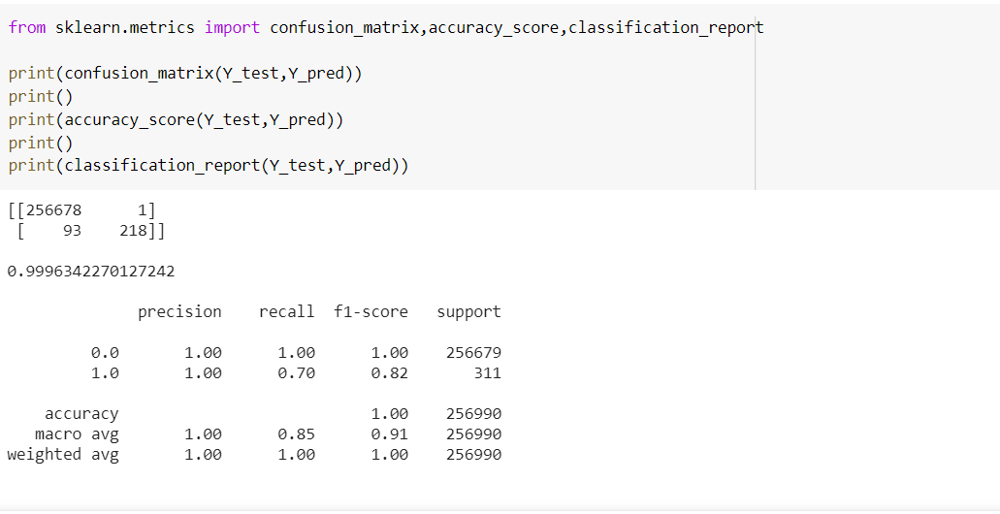 from sklearn.metrics import confusion_matrix,accuracy_score,classification_report
print(confusion_matrix(Y_test,Y_pred))
print()
print(accuracy_score(Y_test,Y_pred))
print()
print(classification_report(Y_test,Y_pred))
[[256678      1]
 [    93    218]]
0.9996342270127242
              precision    recall  f1-score   support
         0.0       1.00      1.00      1.00    256679
         1.0       1.00      0.70      0.82       311
    accuracy                           1.00    256990
   macro avg       1.00      0.85      0.91    256990
weighted avg       1.00      1.00      1.00    256990